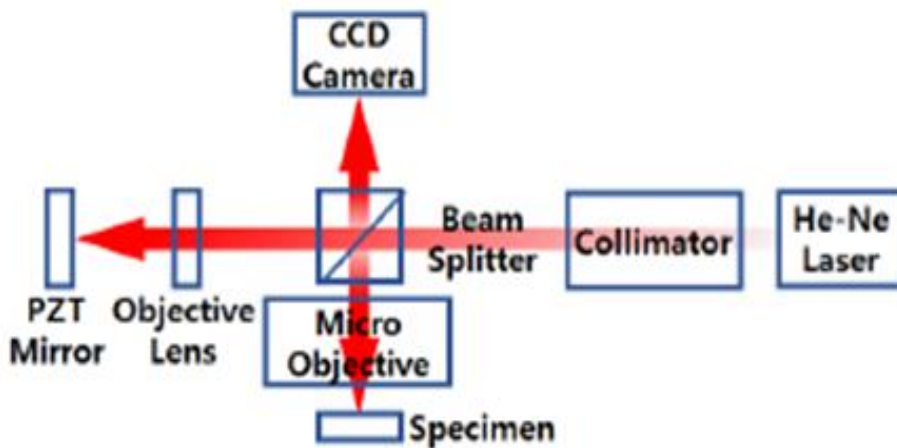 CCD
Camera
Beam
Splitter
Collimator
He-Ne
Laser
PZT
Mirror
Objective
Lens
Micro
Objective
Specimen